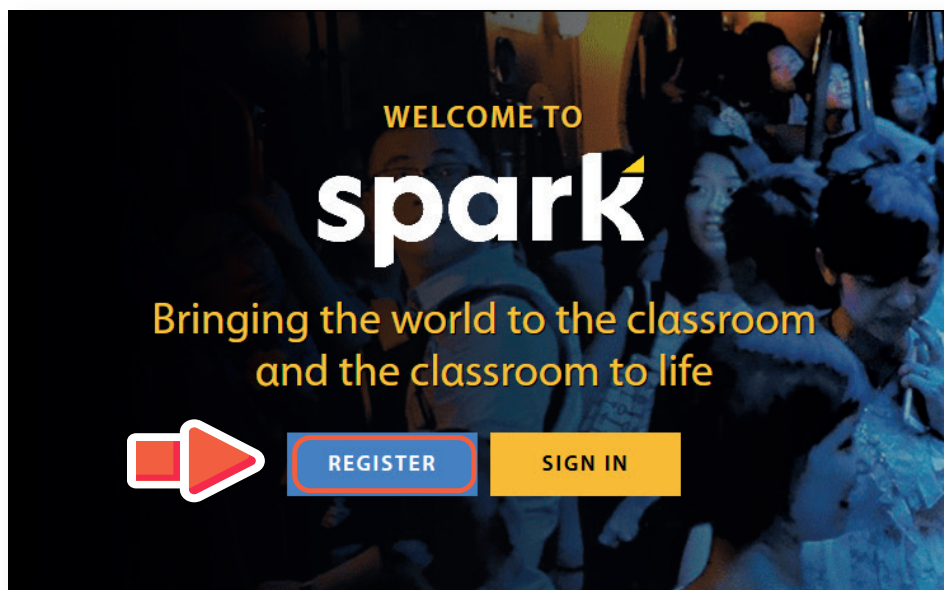 WELCOME TO
spark
Bringing the world to the classroom
and the classroom to life
REGISTER
SIGN IN